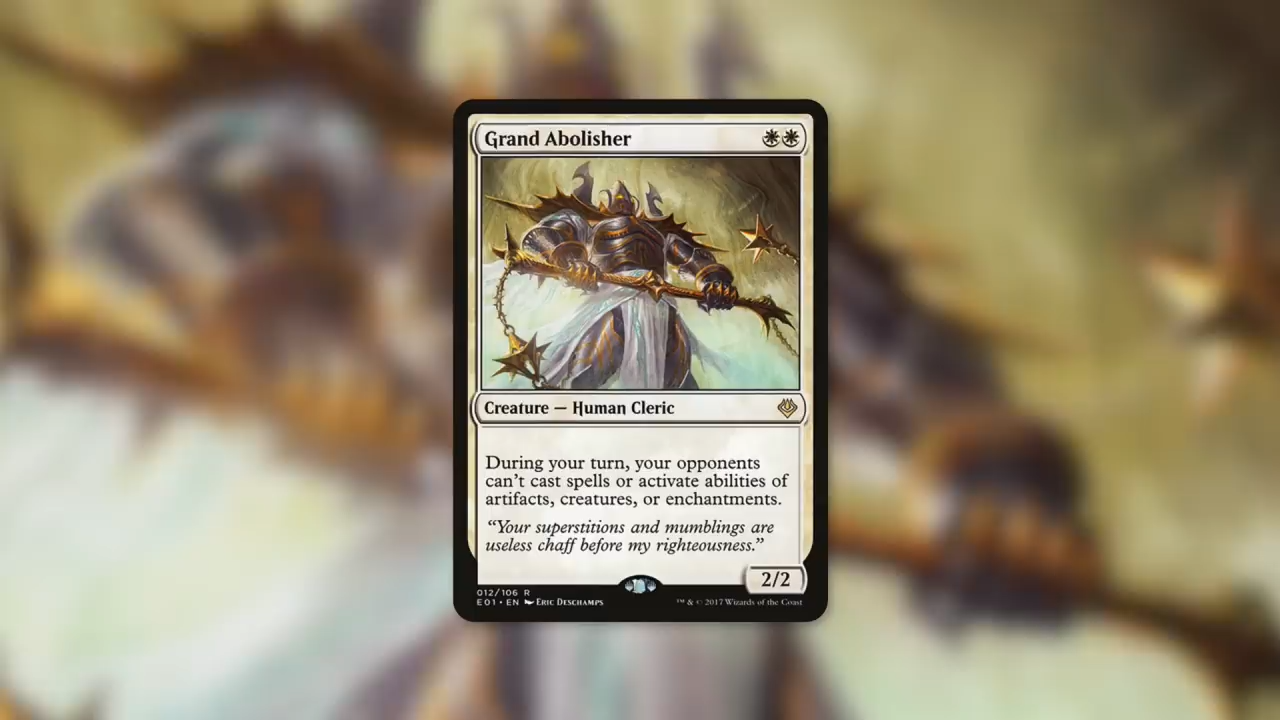 Grand Abolisher
Creature — Human Cleric
During your turn, your opponents
can't cast spells or activate abilities of
artifacts, creatures, or enchantments.
"Your superstitions and mumblings are
useless chaff before my righteousness."
2/2
012/106 R
E01 • EN Eric Deschamps
™ & © 2017 Wizards of the Coast